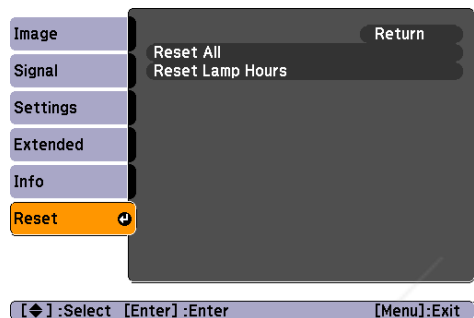 Image
Signal
Settings
Extended
Info
Reset
Return
Reset All
Reset Lamp Hours
[◆] :Select [Enter] :Enter [Menu]:Exit